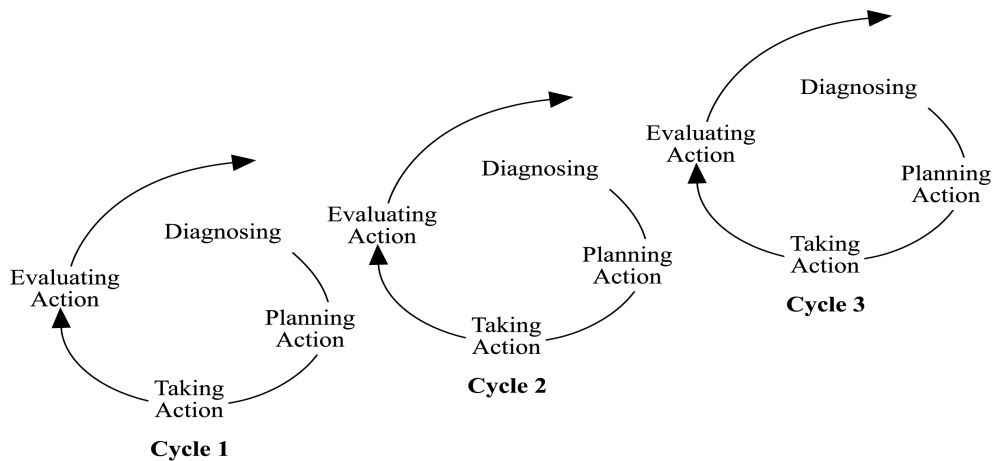 Diagnosing
Planning
Action
Taking
Action
Evaluating
Action
Cycle 1
Diagnosing
Planning
Action
Taking
Action
Evaluating
Action
Cycle 2
Diagnosing
Planning
Action
Taking
Action
Evaluating
Action
Cycle 3